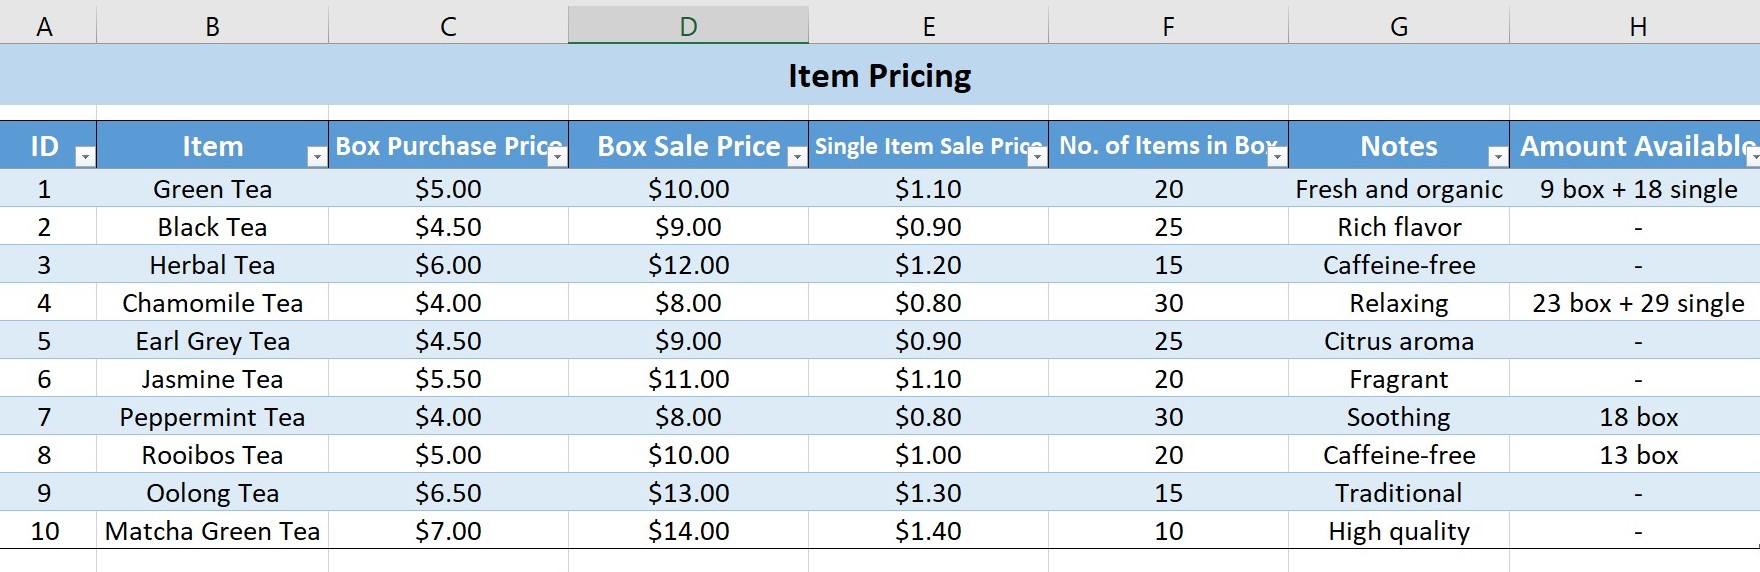 A B C D E F G H
Item Pricing
ID Item Box Purchase Price Box Sale Price Single Item Sale Price No. of Items in Box Notes Amount Available
1 Green Tea $5.00 $10.00 $1.10 20 Fresh and organic 9 box + 18 single
2 Black Tea $4.50 $9.00 $0.90 25 Rich flavor -
3 Herbal Tea $6.00 $12.00 $1.20 15 Caffeine-free -
4 Chamomile Tea $4.00 $8.00 $0.80 30 Relaxing 23 box + 29 single
5 Earl Grey Tea $4.50 $9.00 $0.90 25 Citrus aroma -
6 Jasmine Tea $5.50 $11.00 $1.10 20 Fragrant -
7 Peppermint Tea $4.00 $8.00 $0.80 30 Soothing 18 box
8 Rooibos Tea $5.00 $10.00 $1.00 20 Caffeine-free 13 box
9 Oolong Tea $6.50 $13.00 $1.30 15 Traditional -
10 Matcha Green Tea $7.00 $14.00 $1.40 10 High quality -